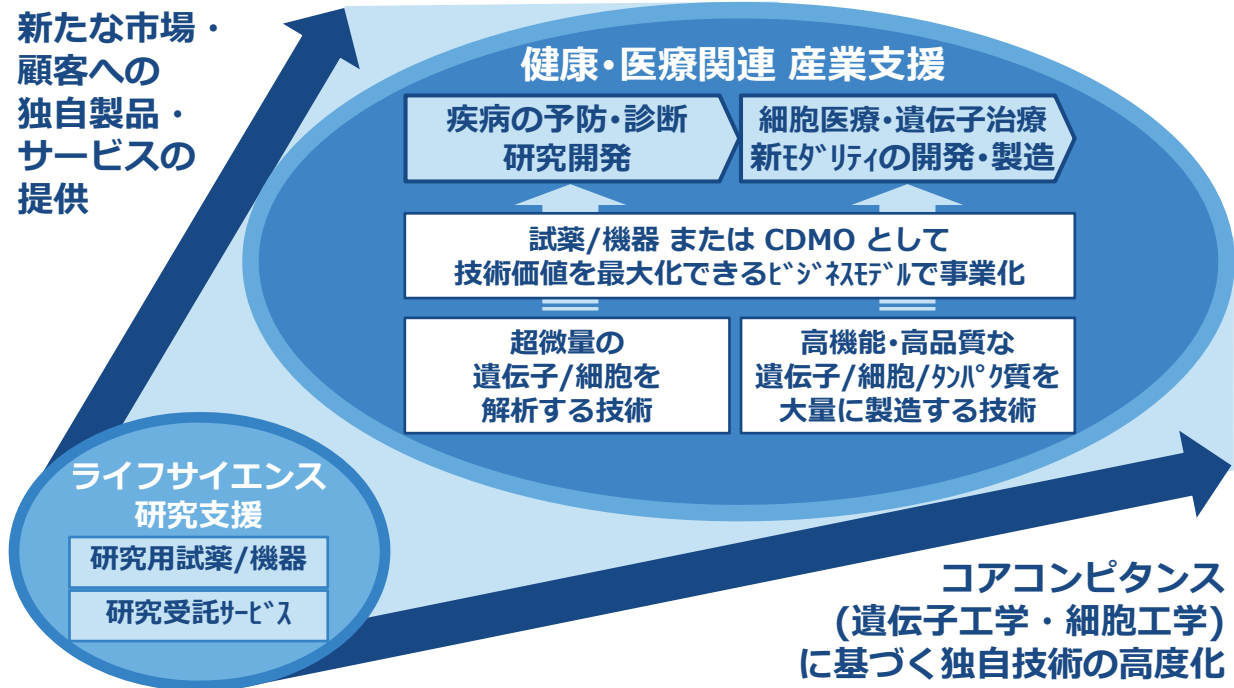 新たな市場・
顧客への
独自製品・
サービスの
提供
健康・医療関連 産業支援
疾病の予防・診断
研究開発
細胞医療・遺伝子治療
新ﾓﾀﾞﾘﾃｨの開発・製造
試薬/機器 または CDMO として
技術価値を最大化できるﾋﾞｼﾞﾈｽﾓﾃﾞﾙで事業化
超微量の
遺伝子/細胞を
解析する技術
高機能・高品質な
遺伝子/細胞/ﾀﾝﾊﾟｸ質を
大量に製造する技術
ライフサイエンス
研究支援
研究用試薬/機器
研究受託ｻｰﾋﾞｽ
コアコンピタンス
(遺伝子工学・細胞工学)
に基づく独自技術の高度化